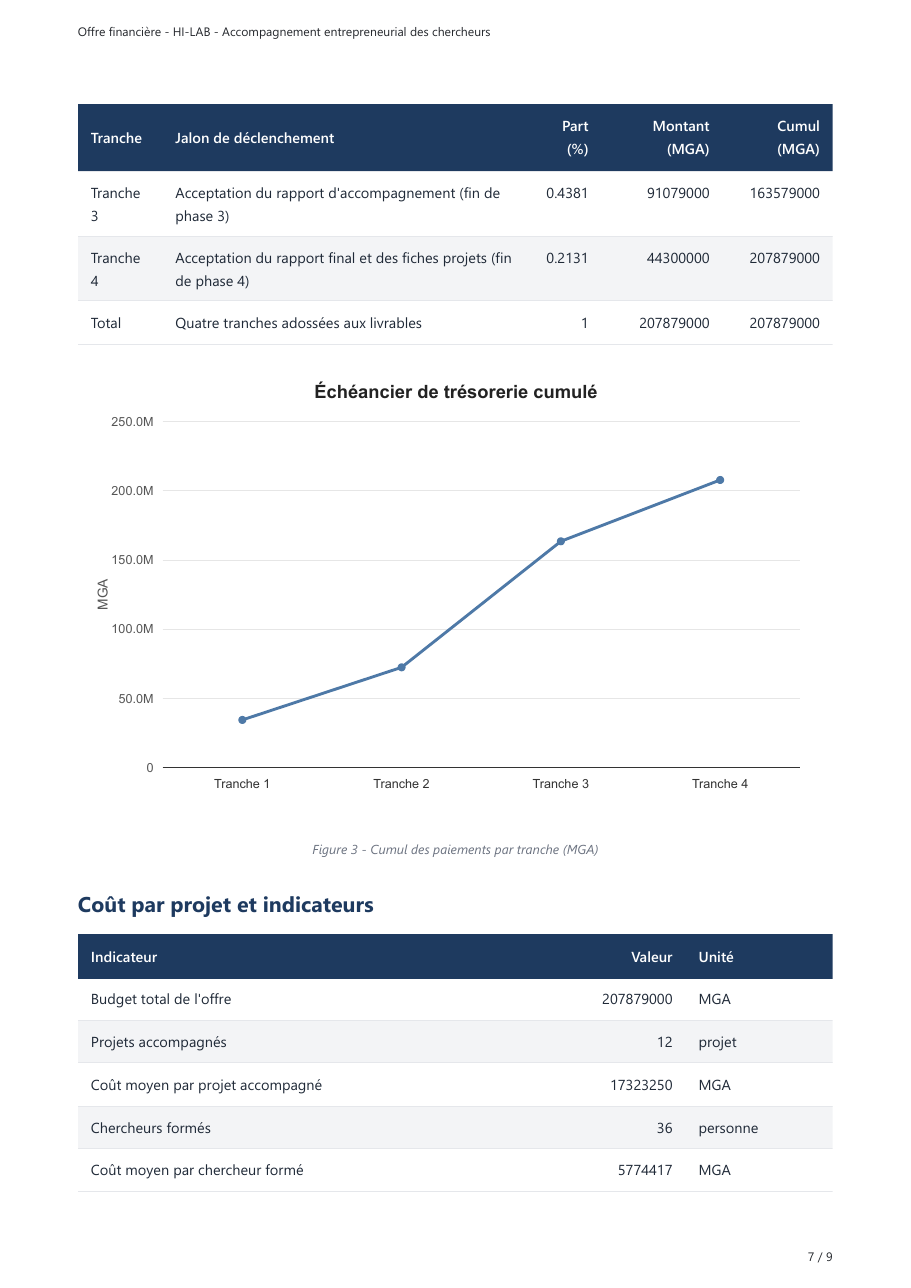 Offre financière - HI-LAB - Accompagnement entrepreneurial des chercheurs
Tranche Jalon de déclenchement Part (%) Montant (MGA) Cumul (MGA)
Tranche 3 Acceptation du rapport d'accompagnement (fin de phase 3) 0.4381 91079000 163579000
Tranche 4 Acceptation du rapport final et des fiches projets (fin de phase 4) 0.2131 44300000 207879000
Total Quatre tranches adossées aux livrables 1 207879000 207879000
Échéancier de trésorerie cumulé
250.0M
200.0M
150.0M
MGA
100.0M
50.0M
0
Tranche 1 Tranche 2 Tranche 3 Tranche 4
Figure 3 - Cumul des paiements par tranche (MGA)
Coût par projet et indicateurs
Indicateur Valeur Unité
Budget total de l'offre 207879000 MGA
Projets accompagnés 12 projet
Coût moyen par projet accompagné 17323250 MGA
Chercheurs formés 36 personne
Coût moyen par chercheur formé 5774417 MGA
7 / 9